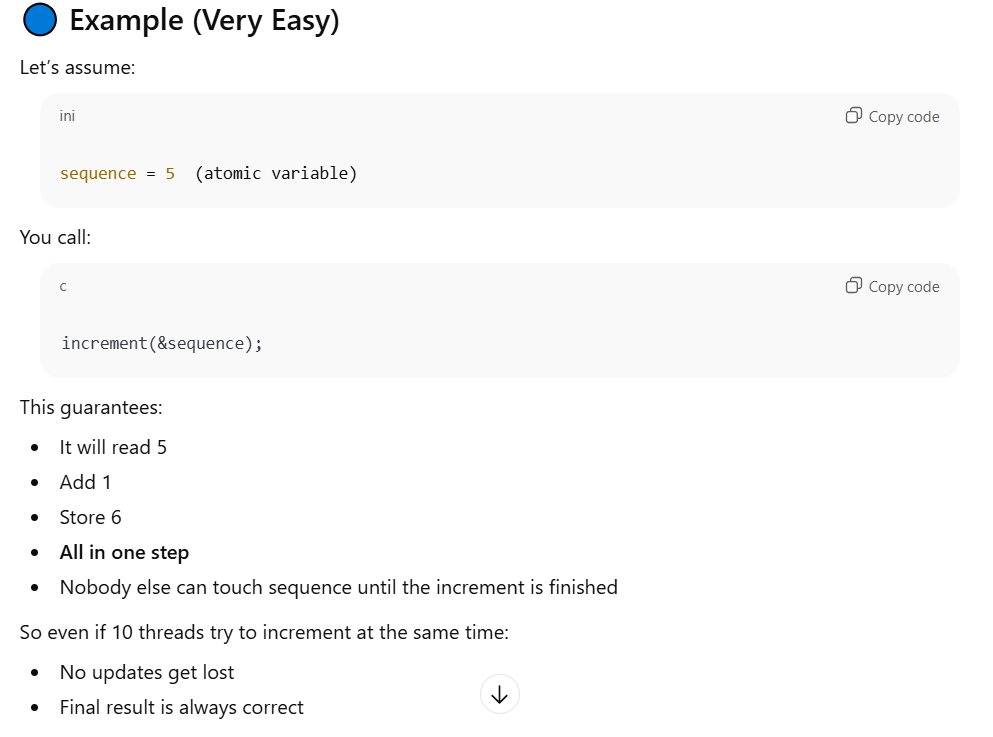 Example (Very Easy)
Let's assume:
ini
Copy code
sequence = 5  (atomic variable)
You call:
c
Copy code
increment(&sequence);
This guarantees:
• It will read 5
• Add 1
• Store 6
• All in one step
• Nobody else can touch sequence until the increment is finished
So even if 10 threads try to increment at the same time:
• No updates get lost
• Final result is always correct